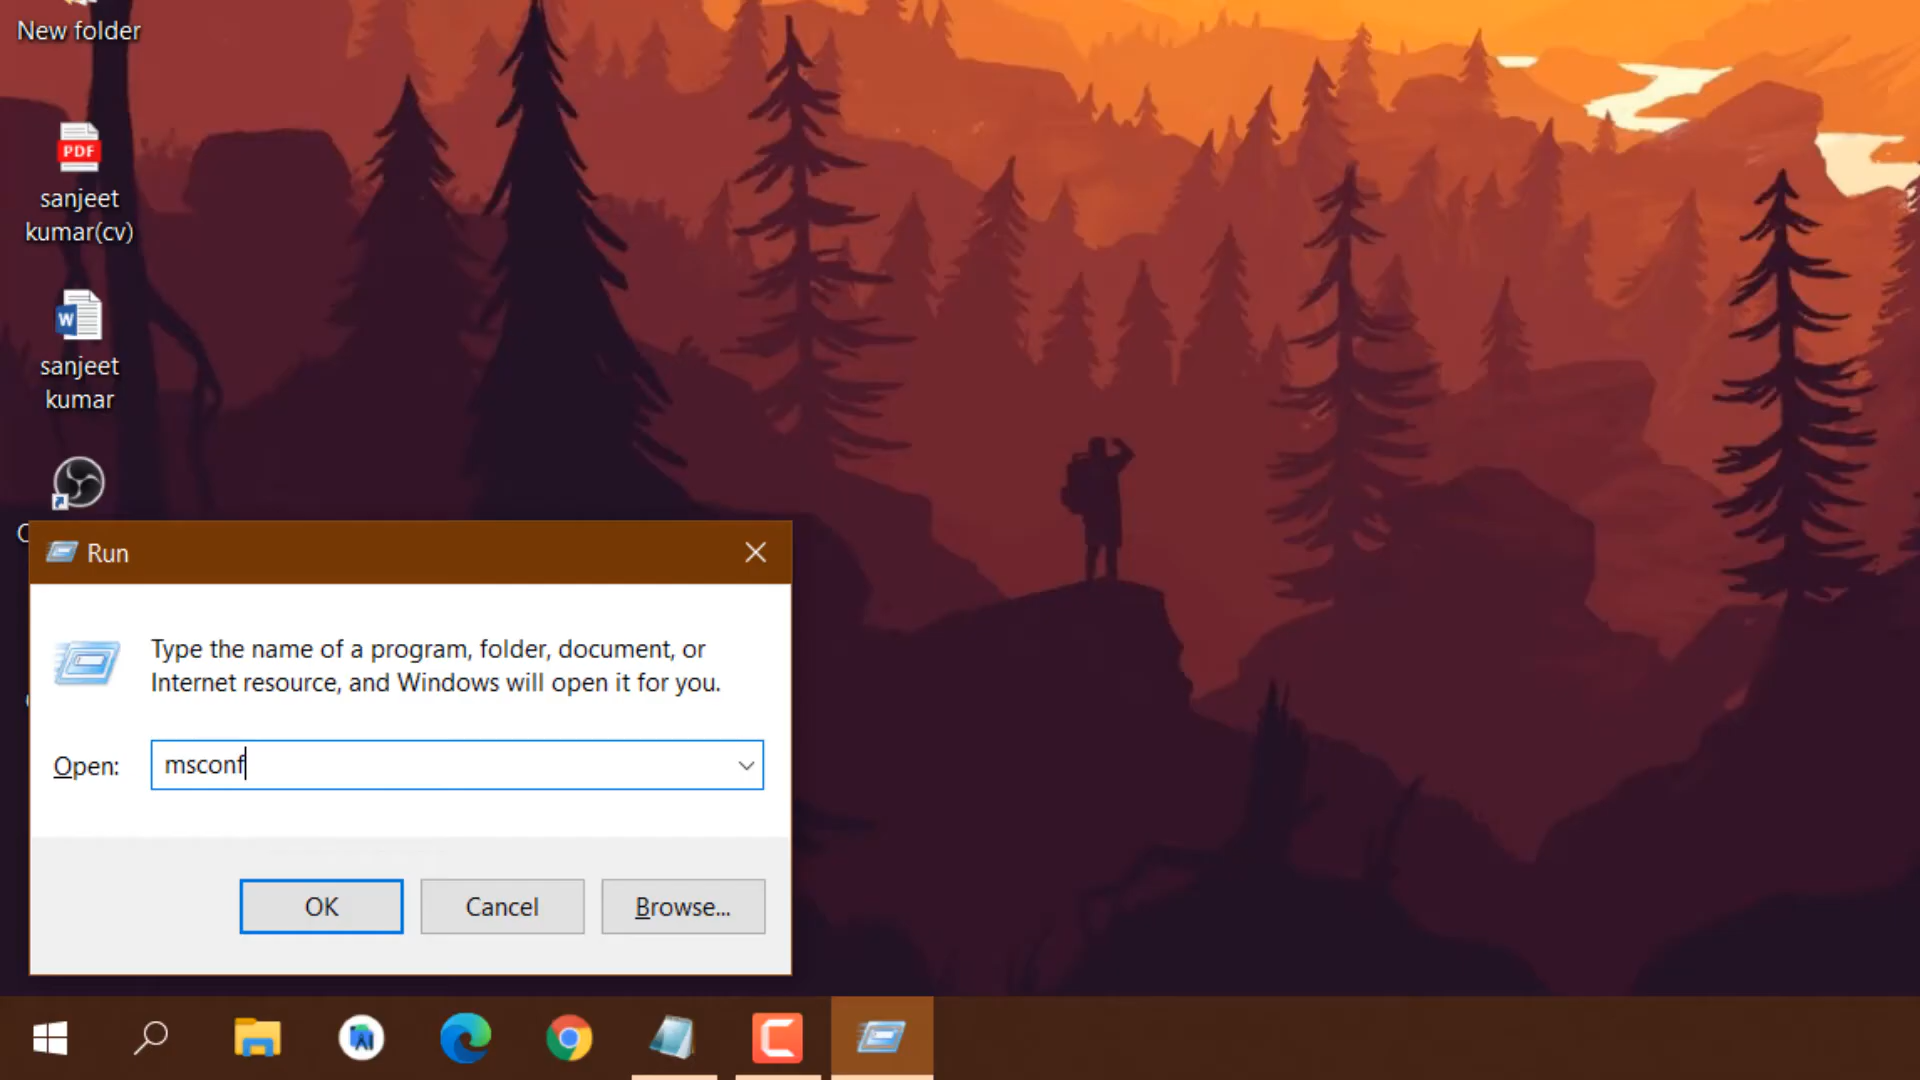 New folder
PDF
sanjeet
kumar(cv)
W
sanjeet
kumar
Run
Type the name of a program, folder, document, or
Internet resource, and Windows will open it for you.
Open: msconf
OK Cancel Browse...